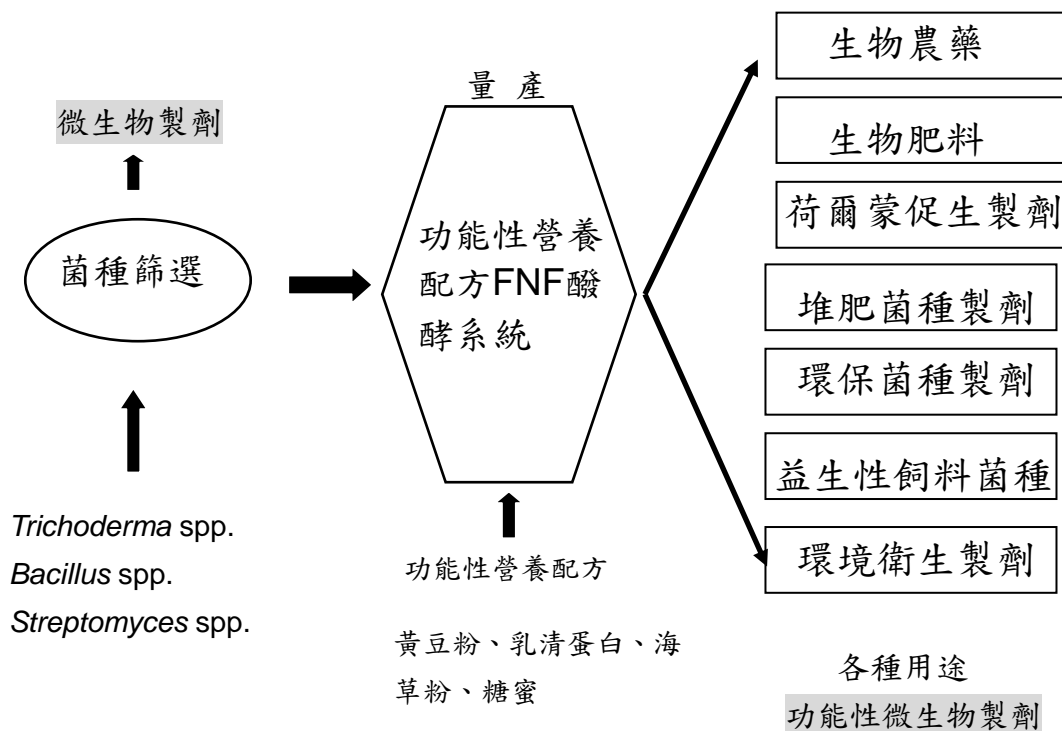 微生物製劑
菌種篩選
Trichoderma spp.
Bacillus spp.
Streptomyces spp.
量 產
功能性營養
配方FNF醱
酵系統
功能性營養配方
黃豆粉、乳清蛋白、海
草粉、糖蜜
生物農藥
生物肥料
荷爾蒙促生製劑
堆肥菌種製劑
環保菌種製劑
益生性飼料菌種
環境衛生製劑
各種用途
功能性微生物製劑